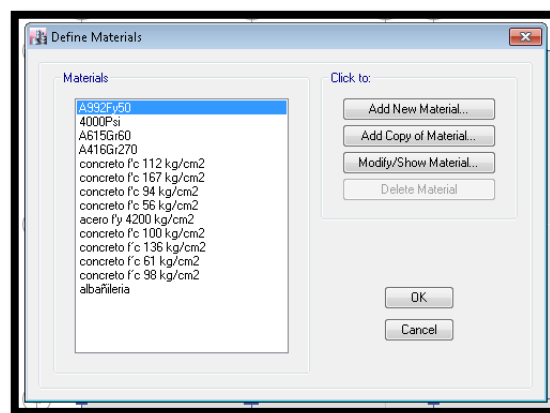 Define Materials
Materials
A992Fy50
4000Psi
A615Gr60
A416Gr270
concreto f'c 112 kg/cm2
concreto f'c 167 kg/cm2
concreto f'c 94 kg/cm2
concreto f'c 56 kg/cm2
acero f'y 4200 kg/cm2
concreto f'c 100 kg/cm2
concreto f´c 136 kg/cm2
concreto f´c 61 kg/cm2
concreto f´c 98 kg/cm2
albañileria
Click to:
Add New Material...
Add Copy of Material...
Modify/Show Material...
Delete Material
OK
Cancel